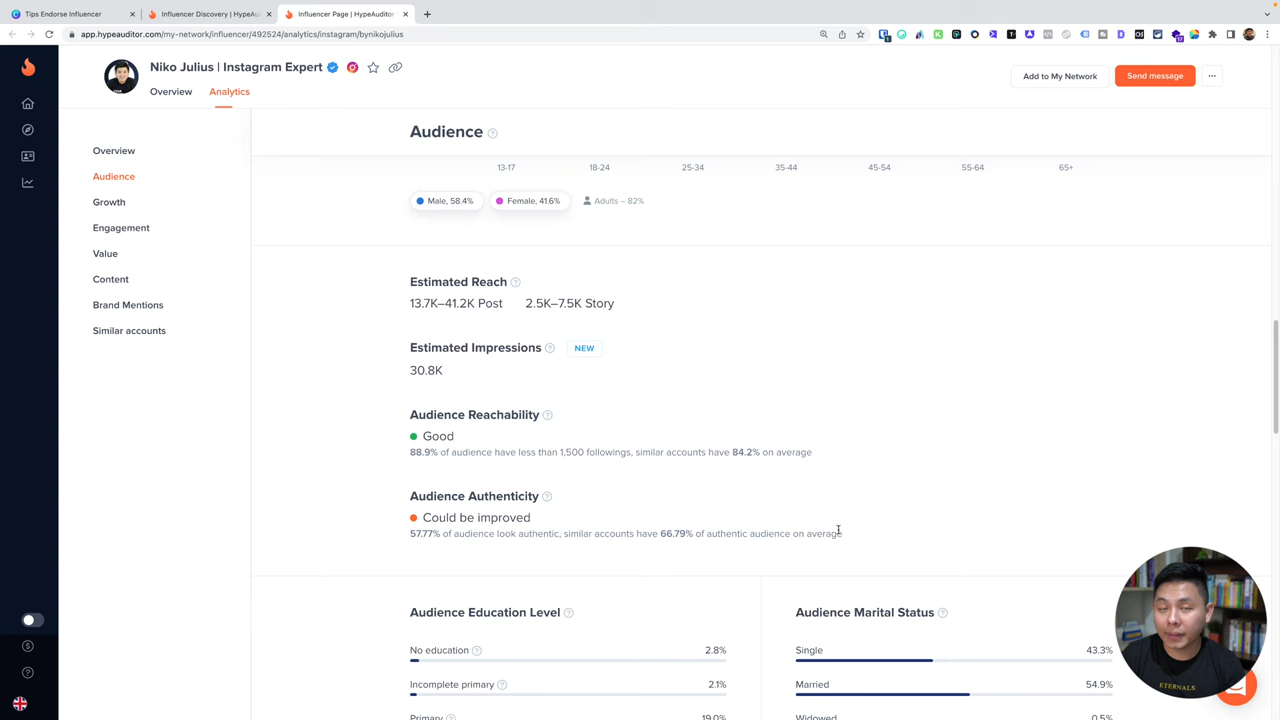 Tips Endorse Influencer
Influencer Discovery | HypeAu
Influencer Page | HypeAuditor
app.hypeauditor.com/my-network/influencer/492524/analytics/instagram/bynikojulius
Niko Julius | Instagram Expert
Add to My Network
Send message
Overview
Analytics
Overview
Audience
Growth
Engagement
Value
Content
Brand Mentions
Similar accounts
Audience
13-17 18-24 25-34 35-44 45-54 55-64 65+
Male, 58.4% Female, 41.6% Adults – 82%
Estimated Reach
13.7K–41.2K Post 2.5K–7.5K Story
Estimated Impressions NEW
30.8K
Audience Reachability
Good
88.9% of audience have less than 1,500 followings, similar accounts have 84.2% on average
Audience Authenticity
Could be improved
57.77% of audience look authentic, similar accounts have 66.79% of authentic audience on average
Audience Education Level
No education 2.8%
Incomplete primary 2.1%
Primary 19.0%
Audience Marital Status
Single 43.3%
Married 54.9%
Widowed 0.5%
ETERNALS